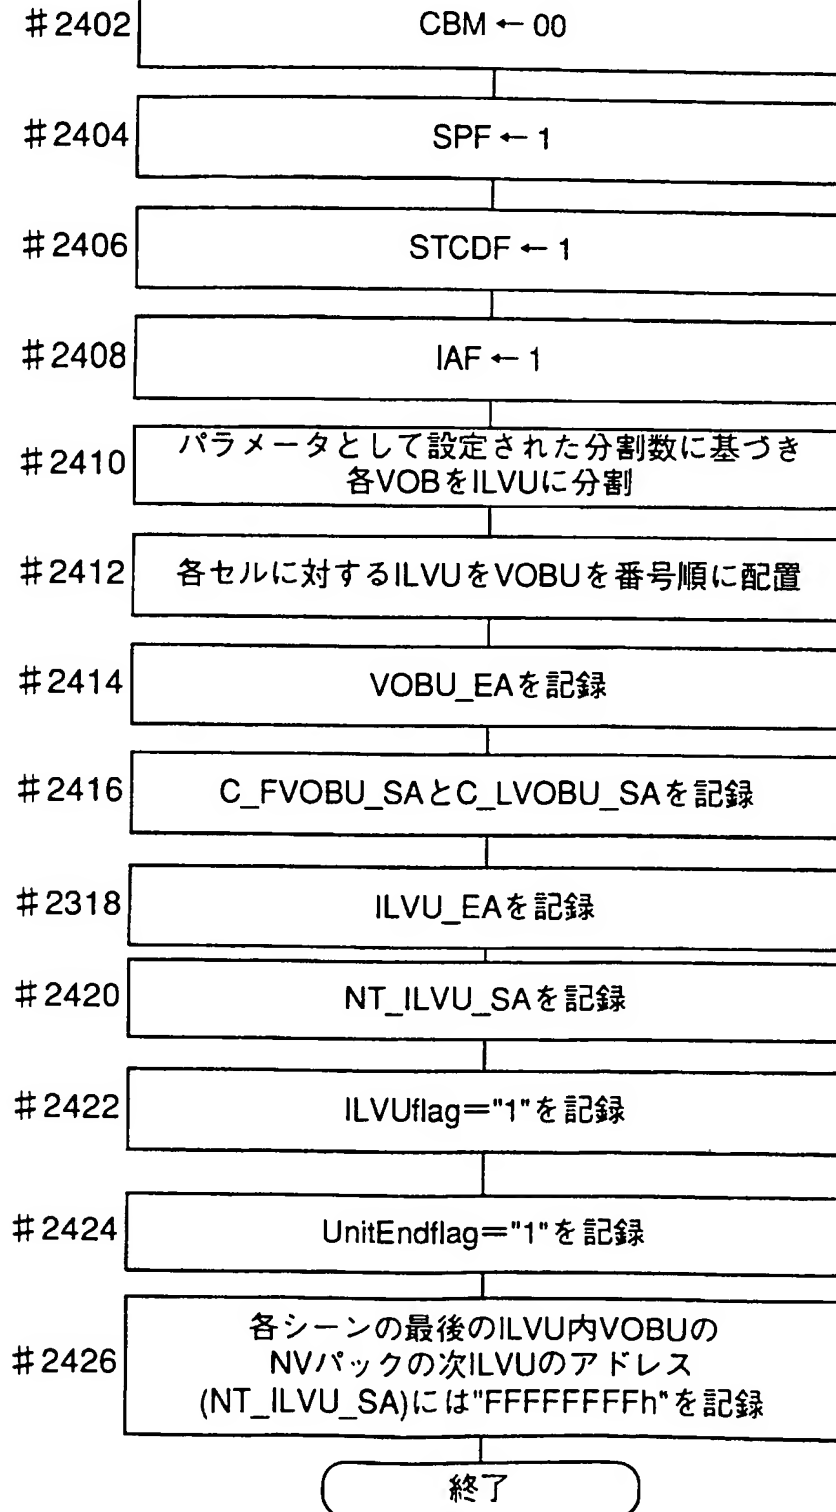 #2402 CBM ← 00
#2404 SPF ← 1
#2406 STCDF ← 1
#2408 IAF ← 1
#2410 パラメータとして設定された分割数に基づき
各VOBをILVUに分割
#2412 各セルに対するILVUをVOBUを番号順に配置
#2414 VOBU_EAを記録
#2416 C_FVOBU_SAとC_LVOBU_SAを記録
#2318 ILVU_EAを記録
#2420 NT_ILVU_SAを記録
#2422 ILVUflag="1"を記録
#2424 UnitEndflag="1"を記録
#2426 各シーンの最後のILVU内VOBUの
NVパックの次ILVUのアドレス
(NT_ILVU_SA)には"FFFFFFFFh"を記録
終了